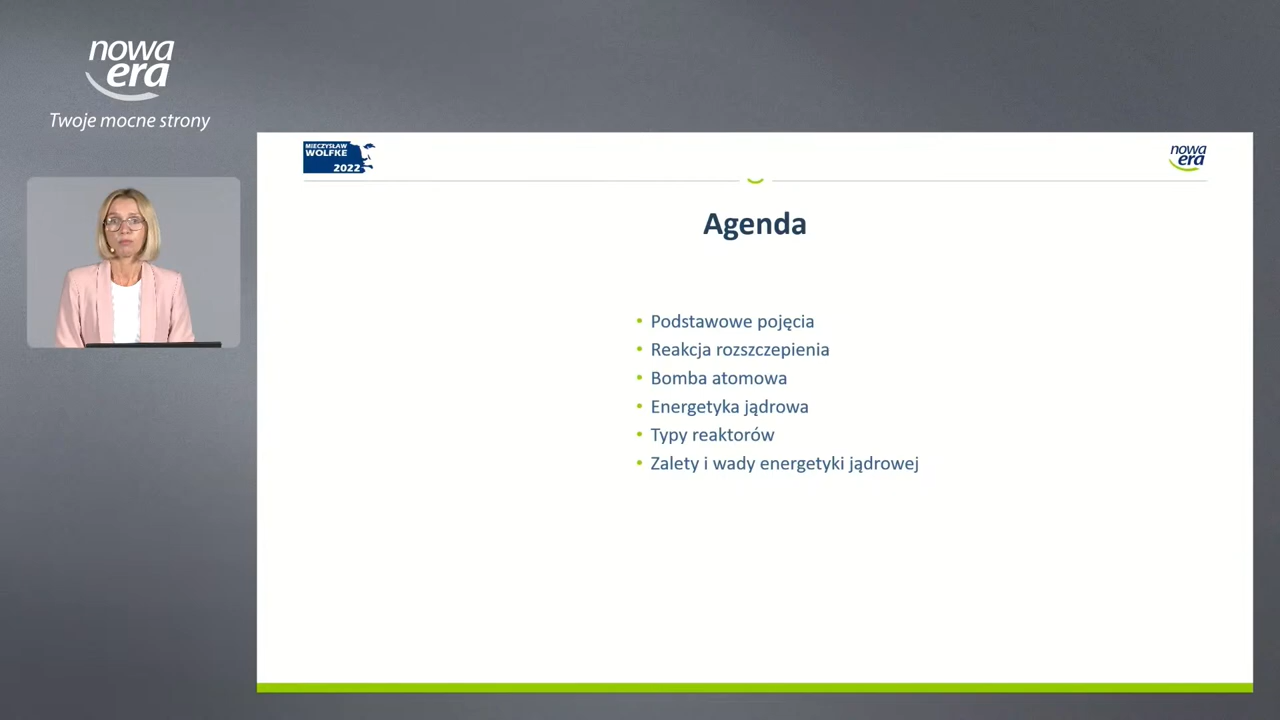 nowa
era
Twoje mocne strony
MIECZYSŁAW
WOLFKE
2022
nowa
era
Agenda
• Podstawowe pojęcia
• Reakcja rozszczepienia
• Bomba atomowa
• Energetyka jądrowa
• Typy reaktorów
• Zalety i wady energetyki jądrowej